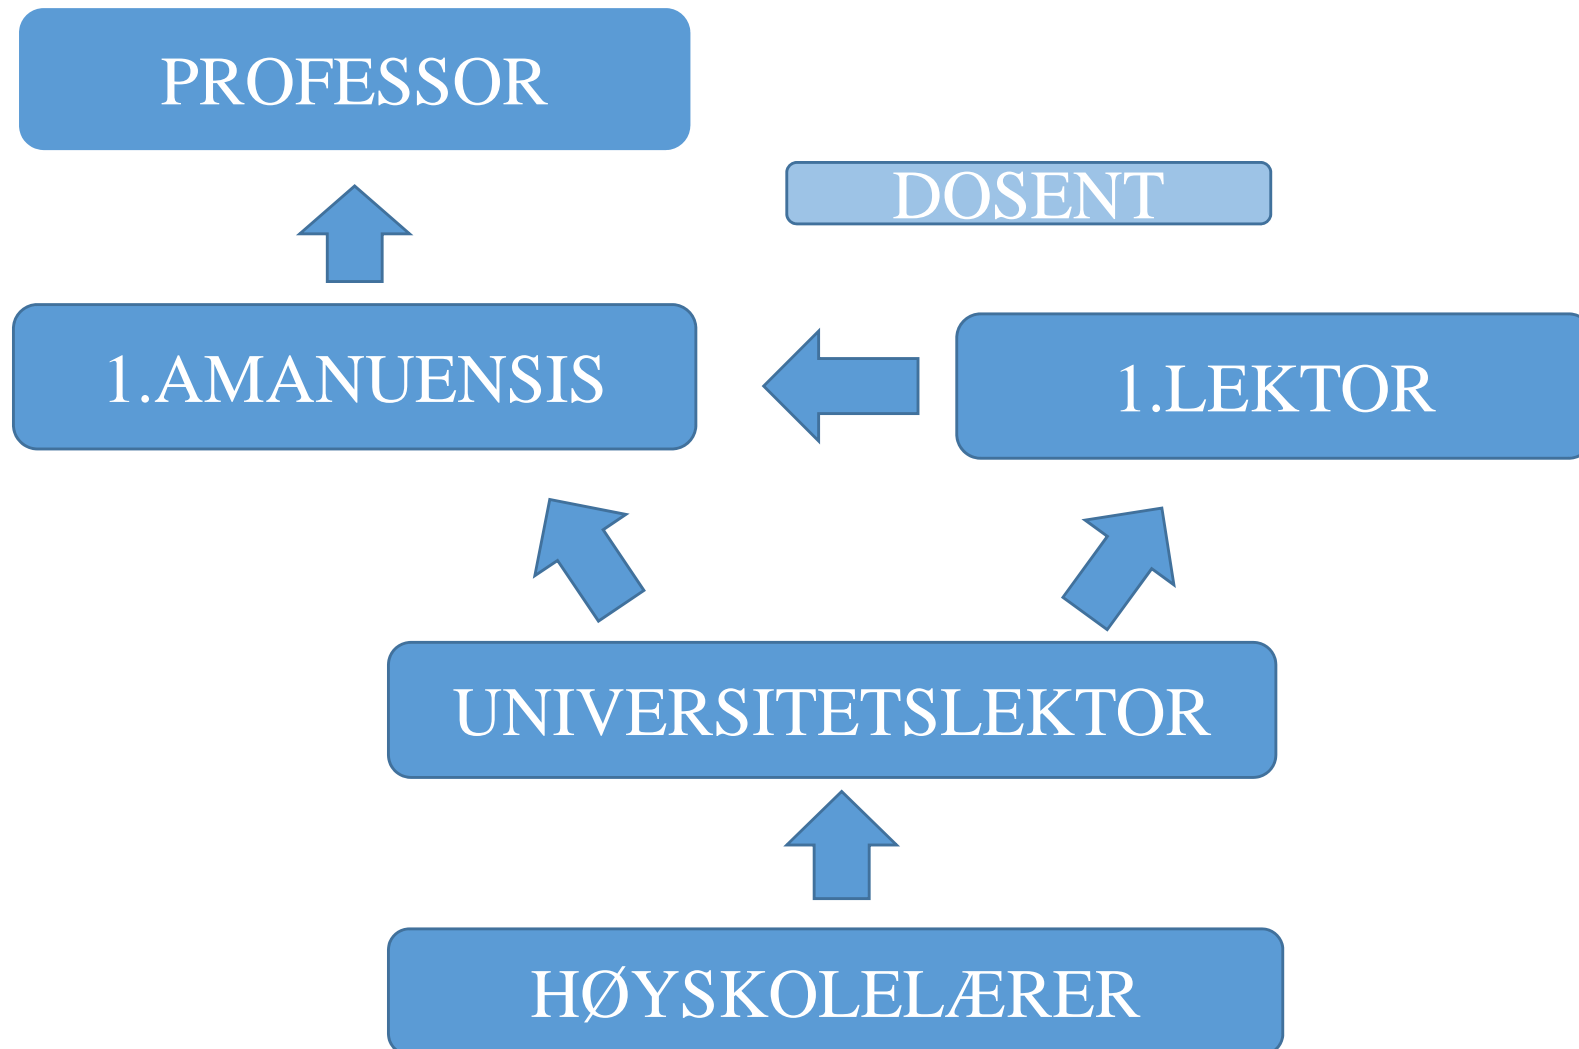 PROFESSOR
DOSENT
1.AMANUENSIS
1.LEKTOR
UNIVERSITETSLEKTOR
HØYSKOLELÆRER